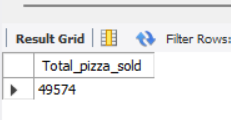 Result Grid Filter Rows:
Total_pizza_sold
49574